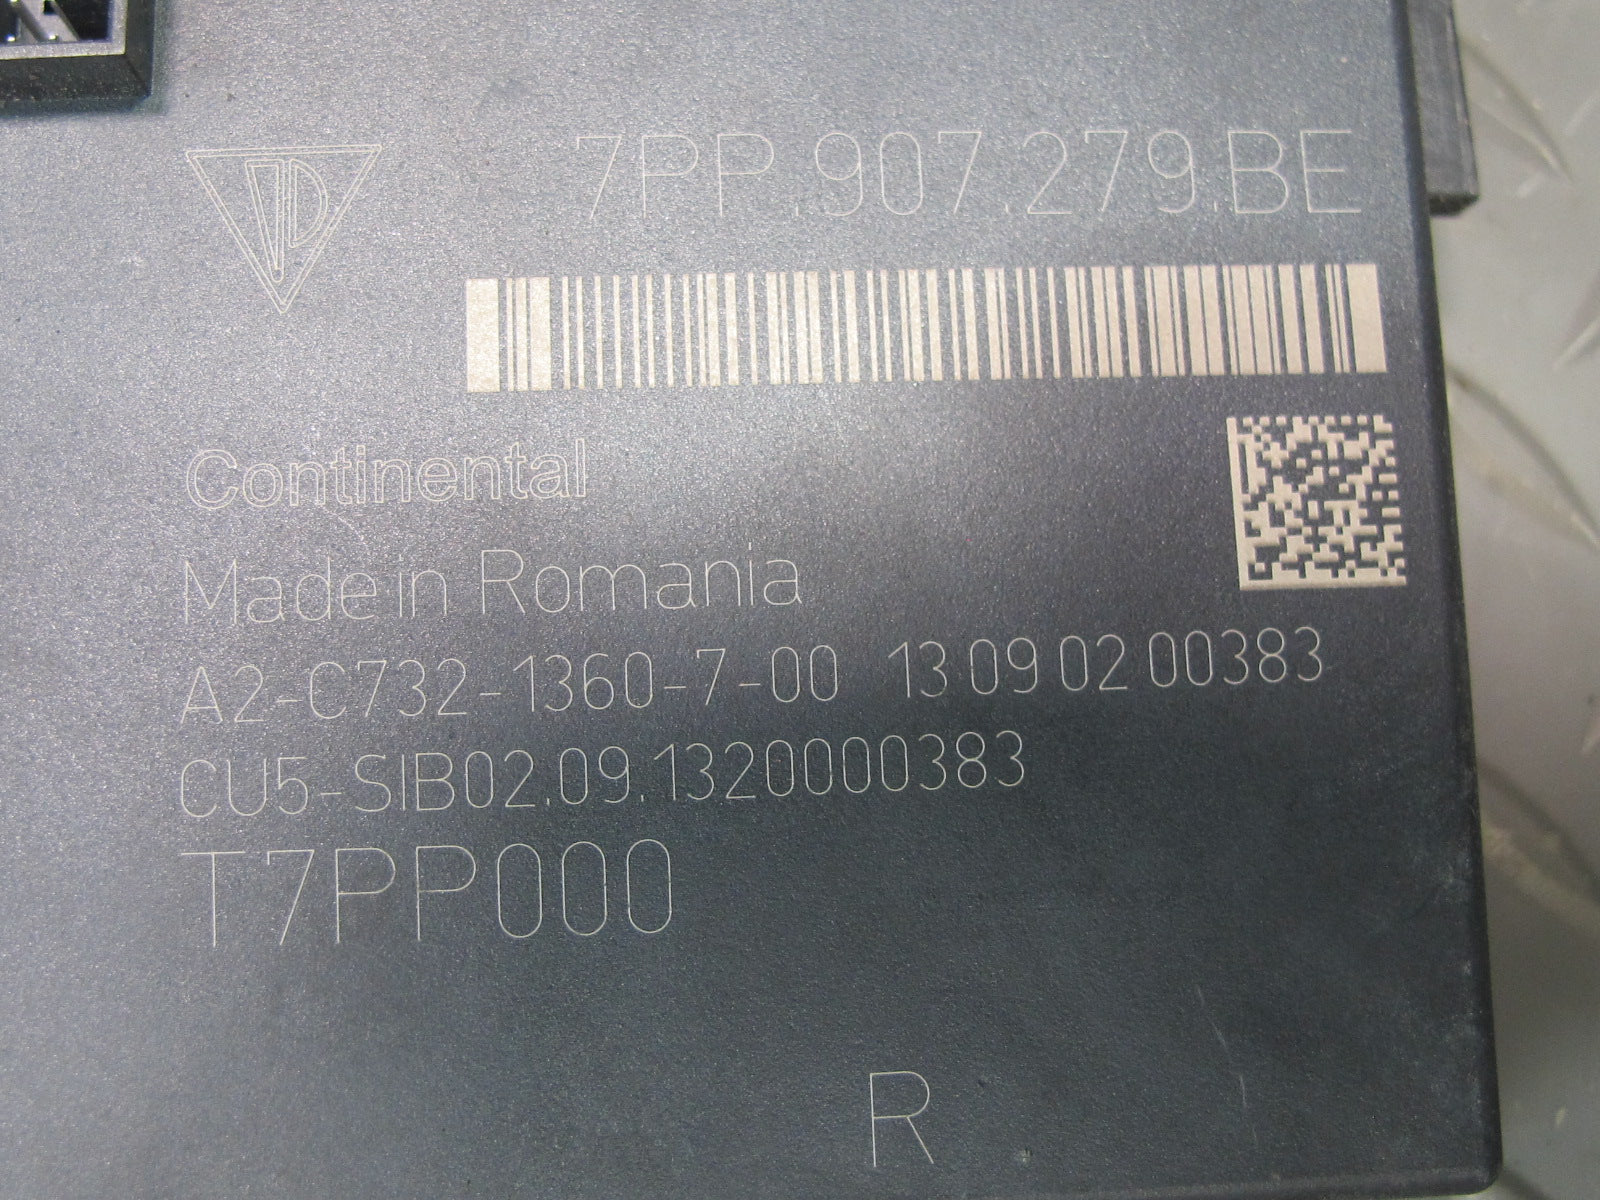 7PP.907.279.BE
Continental
Made in Romania
A2-C732-1360-7-00 13 09 02 00383
CU5-SIB02.09.1320000383
T7PP000
R